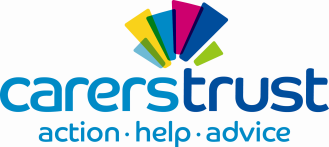 carerstrust
action · help · advice